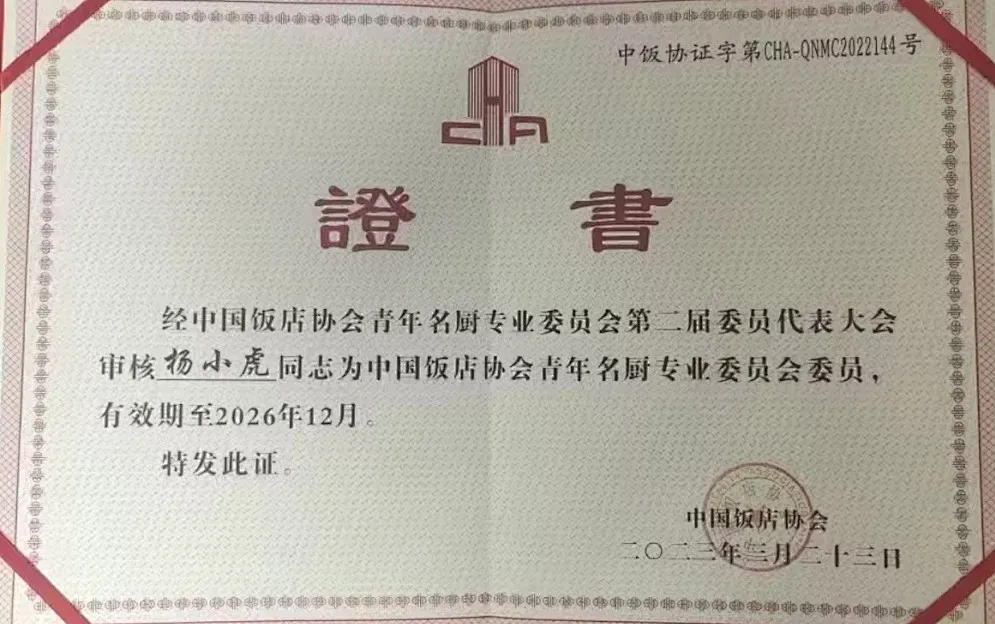 中饭协证字第CHA-QNMC2022144号
CHA
證書
经中国饭店协会青年名厨专业委员会第二届委员代表大会
审核杨小虎同志为中国饭店协会青年名厨专业委员会委员，
有效期至2026年12月。
特发此证。
中国饭店协会
二〇二三年三月二十三日